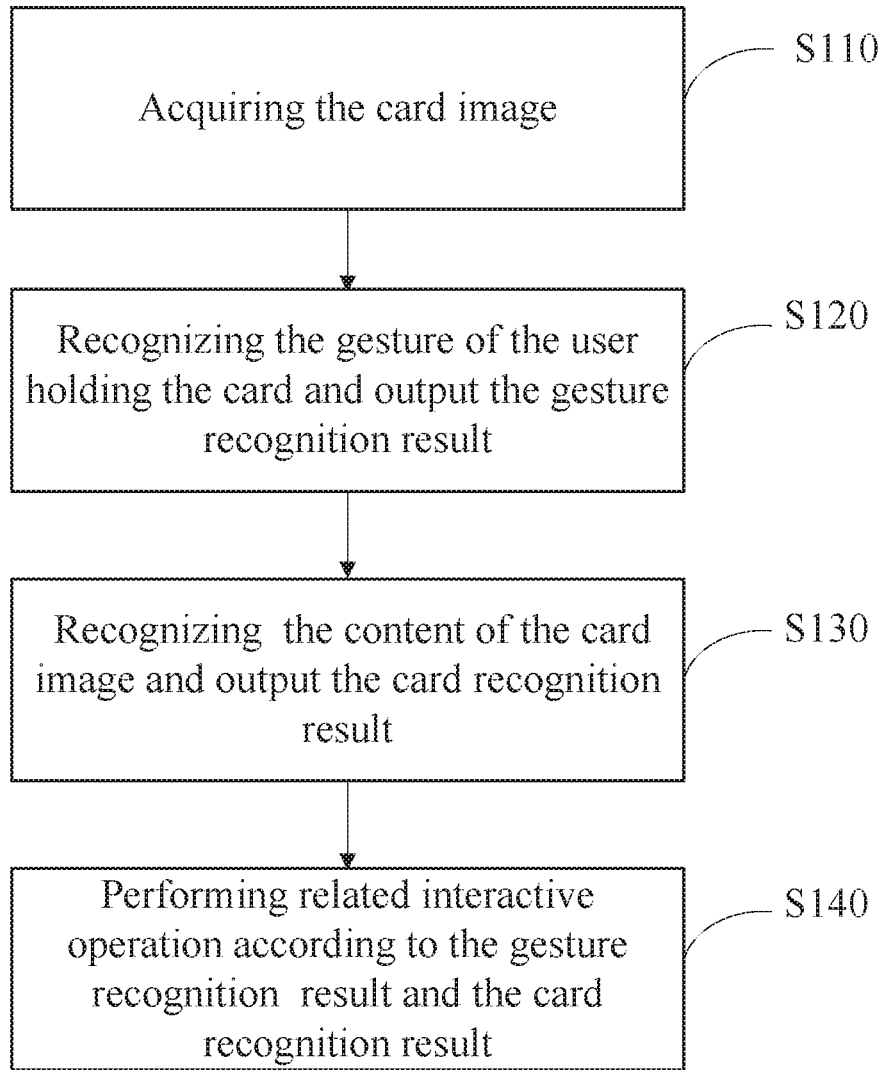 Acquiring the card image
S110
Recognizing the gesture of the user
holding the card and output the gesture
recognition result
S120
Recognizing the content of the card
image and output the card recognition
result
S130
Performing related interactive
operation according to the gesture
recognition result and the card
recognition result
S140